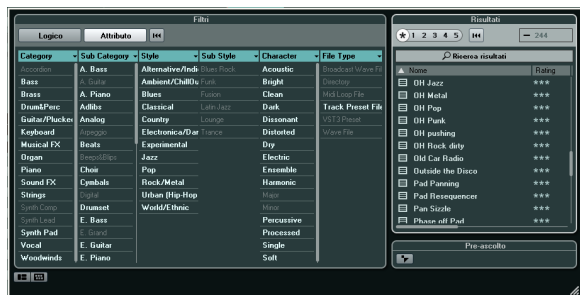 Filtri
Logico Attributo
Category Sub Category Style Sub Style Character File Type
Accordion A. Bass Alternative/Indi Blues Rock Acoustic Broadcast Wave Fil
Bass A. Guitar Ambient/ChillOu Funk Bright Directory
Brass A. Piano Blues Fusion Clean Midi Loop File
Drum&Perc Adlibs Classical Latin Jazz Dark Track Preset File
Guitar/Plucked Analog Country Lounge Dissonant VST3 Preset
Keyboard Arpeggio Electronica/Dan Trance Distorted Wave File
Musical FX Beats Experimental Dry
Organ Beeps&Blips Jazz Electric
Piano Choir Pop Ensemble
Sound FX Cymbals Rock/Metal Harmonic
Strings Digital Urban (Hip-Hop Major
Synth Comp Drumset World/Ethnic Minor
Synth Lead E. Bass Percussive
Synth Pad E. Grand Processed
Vocal E. Guitar Single
Woodwinds E. Piano Soft
Risultati
* 1 2 3 4 5 244
Ricerca risultati
Nome Rating
OH Jazz ***
OH Metal ***
OH Pop ***
OH Punk ***
OH pushing ***
OH Rock dirty ***
Old Car Radio ***
Outside the Disco ***
Pad Panning ***
Pad Resequencer ***
Pan Sizzle ***
Phase off Pad ***
Pre-ascolto